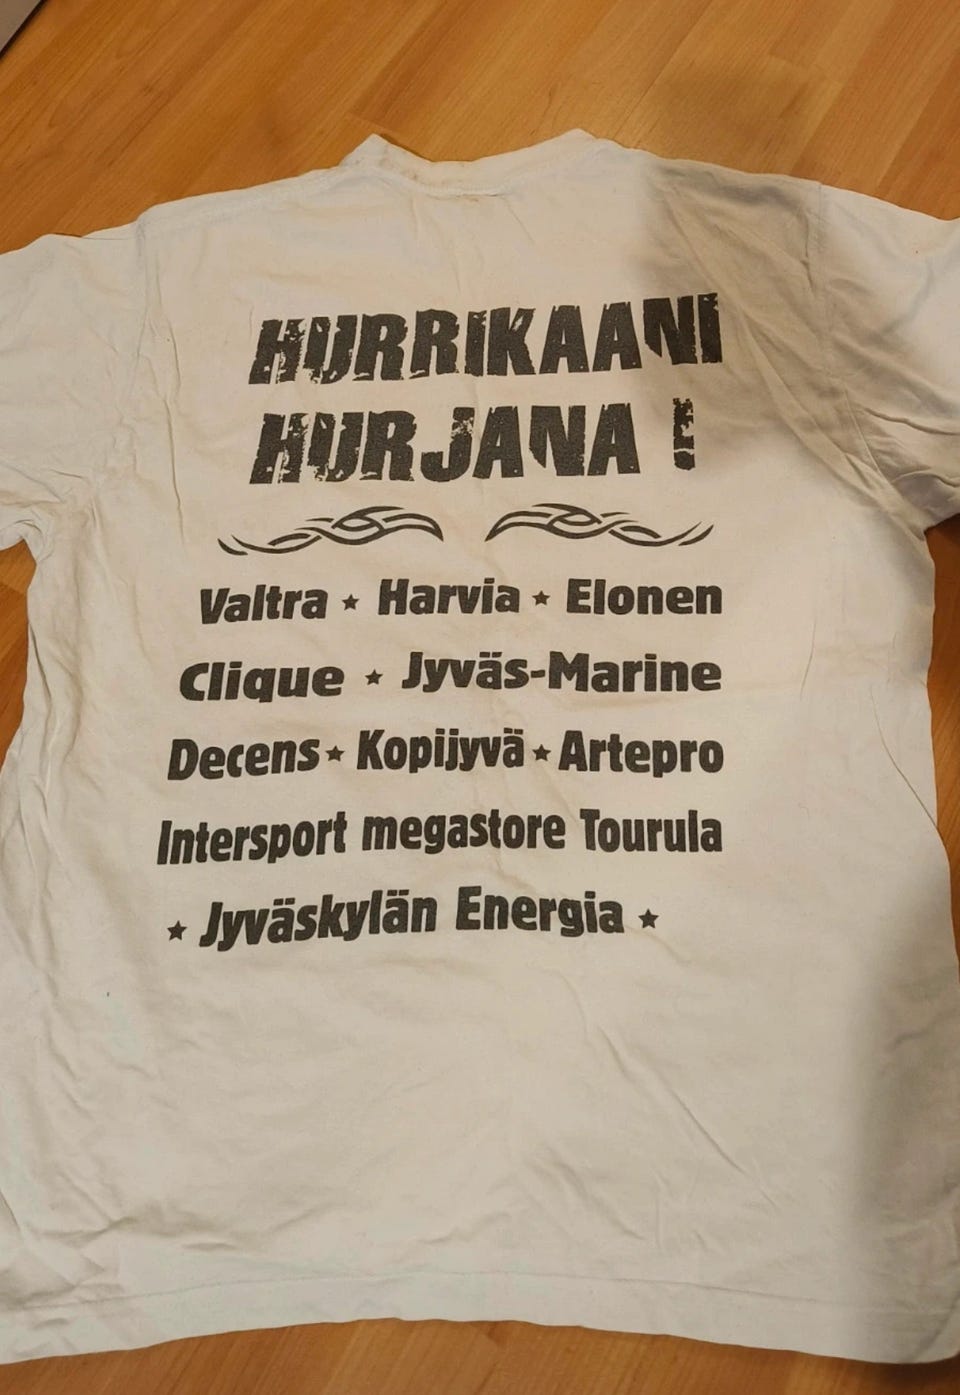 HURRIKAANI
HURJANA !
Valtra ★ Harvia ★ Elonen
Clique ★ Jyväs-Marine
Decens ★ Kopijyvä ★ Artepro
Intersport megastore Tourula
★ Jyväskylän Energia ★